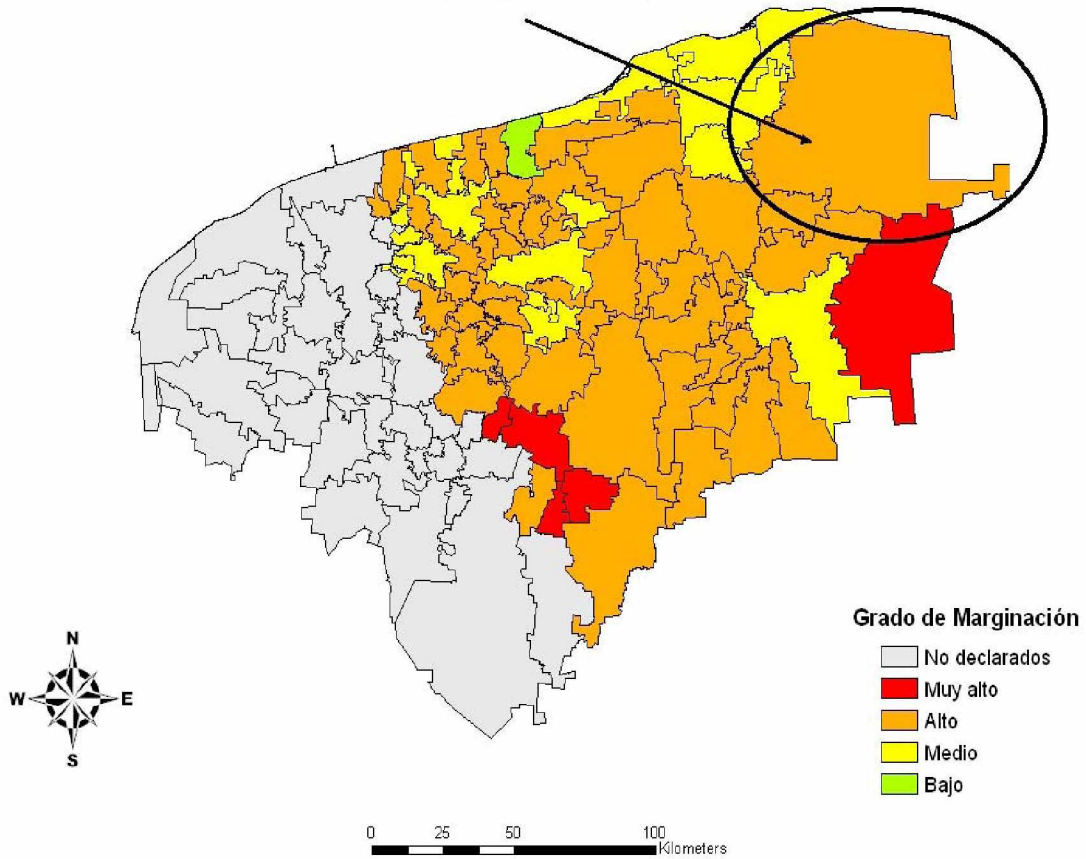 Grado de Marginación
No declarados
Muy alto
Alto
Medio
Bajo
N
W E
S
0 25 50 100
Kilometers